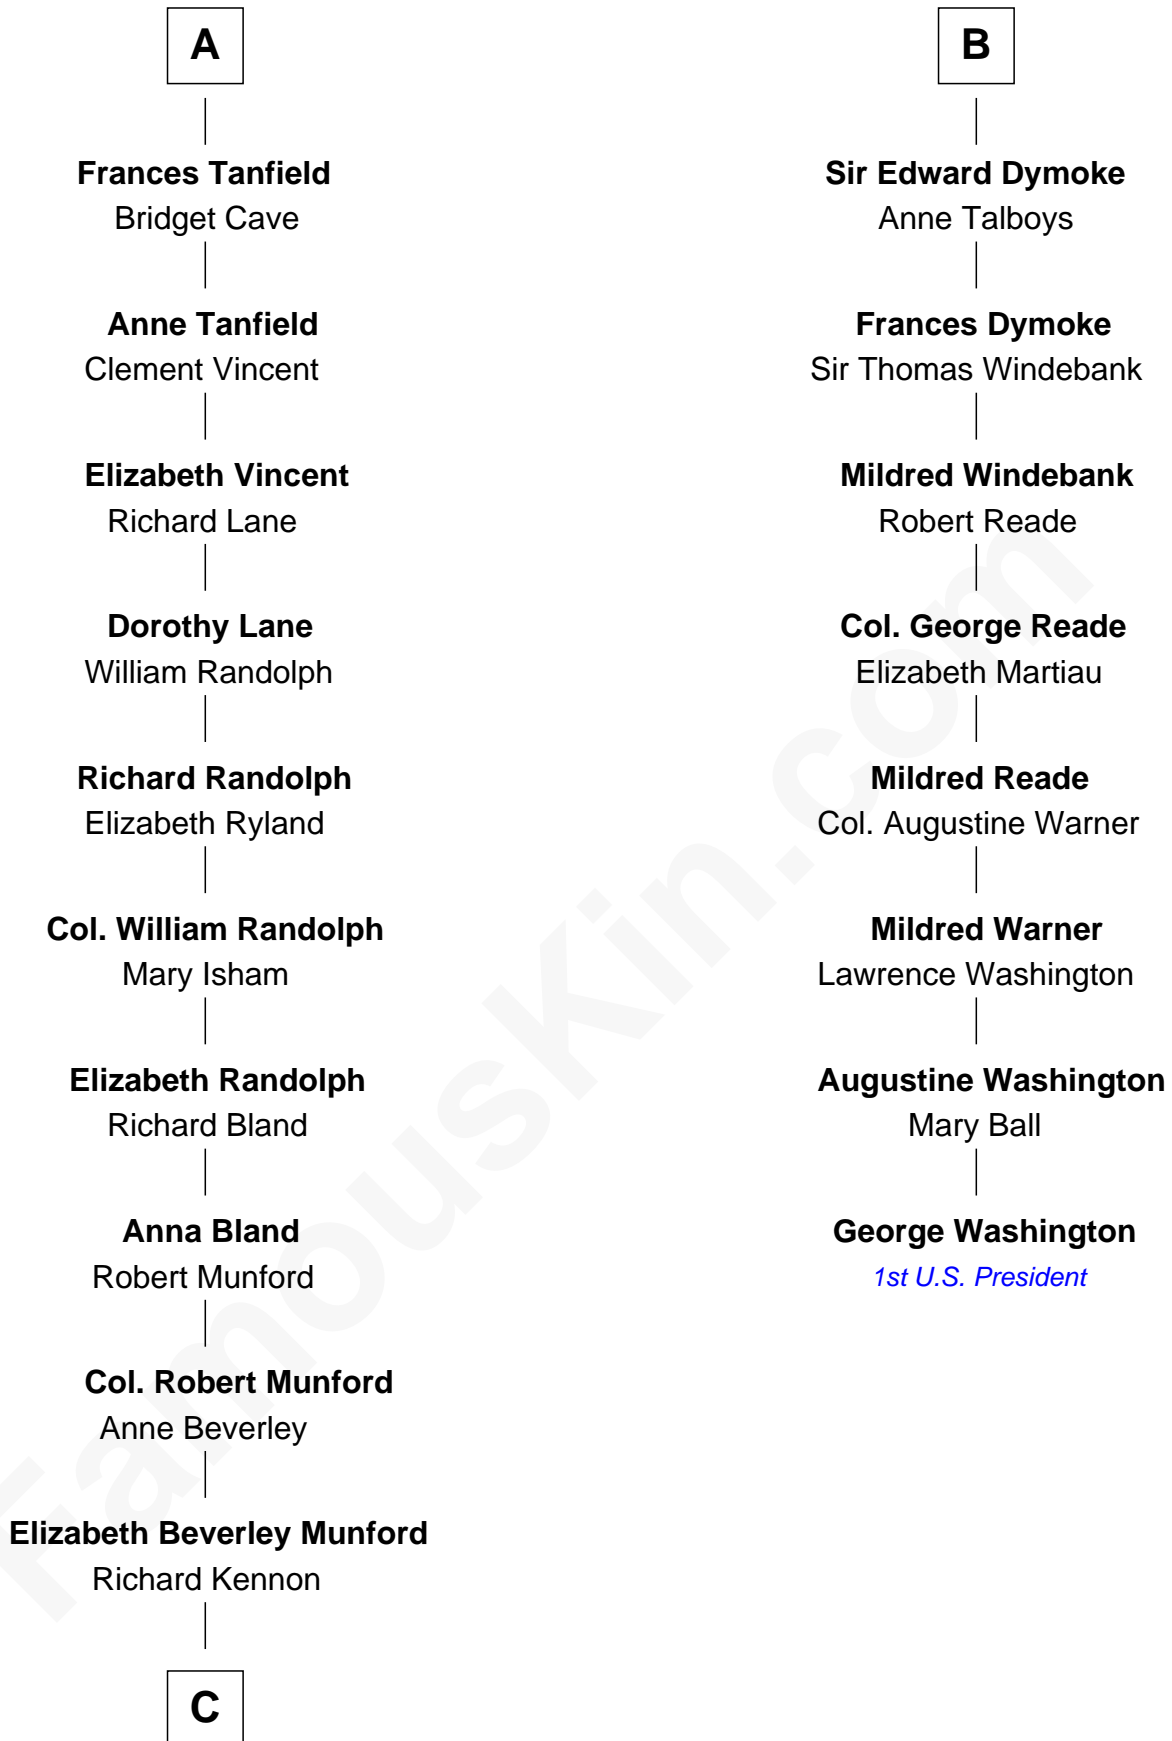 A
Frances Tanfield
Bridget Cave
Anne Tanfield
Clement Vincent
Elizabeth Vincent
Richard Lane
Dorothy Lane
William Randolph
Richard Randolph
Elizabeth Ryland
Col. William Randolph
Mary Isham
Elizabeth Randolph
Richard Bland
Anna Bland
Robert Munford
Col. Robert Munford
Anne Beverley
Elizabeth Beverley Munford
Richard Kennon
C
B
Sir Edward Dymoke
Anne Talboys
Frances Dymoke
Sir Thomas Windebank
Mildred Windebank
Robert Reade
Col. George Reade
Elizabeth Martiau
Mildred Reade
Col. Augustine Warner
Mildred Warner
Lawrence Washington
Augustine Washington
Mary Ball
George Washington
1st U.S. President
FamousKin.com